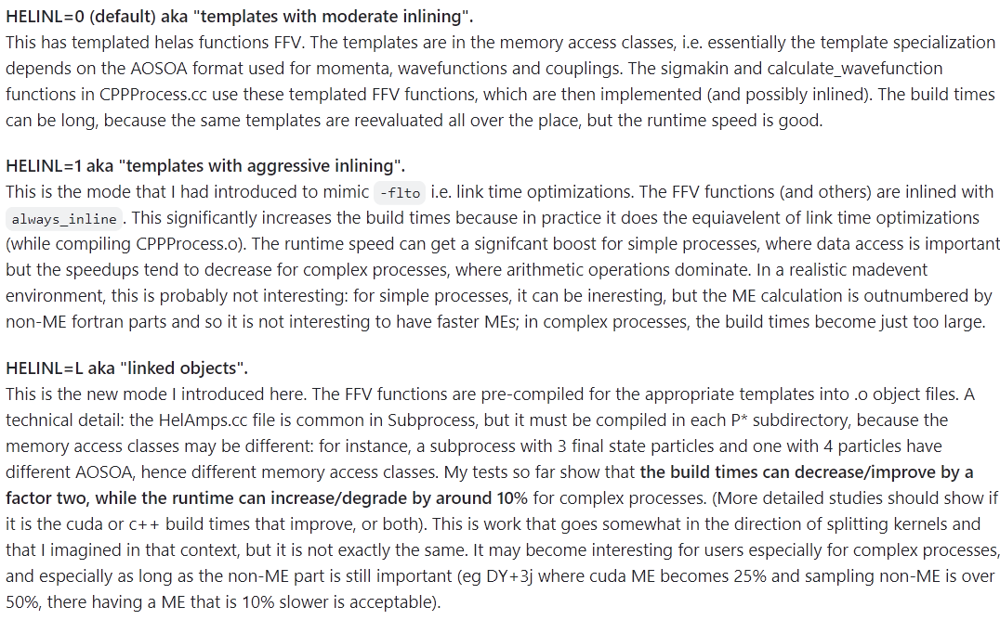 HELINL=0 (default) aka "templates with moderate inlining".
This has templated helas functions FFV. The templates are in the memory access classes, i.e. essentially the template specialization
depends on the AOSOA format used for momenta, wavefunctions and couplings. The sigmakin and calculate_wavefunction
functions in CPPProcess.cc use these templated FFV functions, which are then implemented (and possibly inlined). The build times
can be long, because the same templates are reevaluated all over the place, but the runtime speed is good.
HELINL=1 aka "templates with aggressive inlining".
This is the mode that I had introduced to mimic -flto i.e. link time optimizations. The FFV functions (and others) are inlined with
always_inline . This significantly increases the build times because in practice it does the equiavelent of link time optimizations
(while compiling CPPProcess.o). The runtime speed can get a signifcant boost for simple processes, where data access is important
but the speedups tend to decrease for complex processes, where arithmetic operations dominate. In a realistic madevent
environment, this is probably not interesting: for simple processes, it can be ineresting, but the ME calculation is outnumbered by
non-ME fortran parts and so it is not interesting to have faster MEs; in complex processes, the build times become just too large.
HELINL=L aka "linked objects".
This is the new mode I introduced here. The FFV functions are pre-compiled for the appropriate templates into .o object files. A
technical detail: the HelAmps.cc file is common in Subprocess, but it must be compiled in each P* subdirectory, because the
memory access classes may be different: for instance, a subprocess with 3 final state particles and one with 4 particles have
different AOSOA, hence different memory access classes. My tests so far show that the build times can decrease/improve by a
factor two, while the runtime can increase/degrade by around 10% for complex processes. (More detailed studies should show if
it is the cuda or c++ build times that improve, or both). This is work that goes somewhat in the direction of splitting kernels and
that I imagined in that context, but it is not exactly the same. It may become interesting for users especially for complex processes,
and especially as long as the non-ME part is still important (eg DY+3j where cuda ME becomes 25% and sampling non-ME is over
50%, there having a ME that is 10% slower is acceptable).